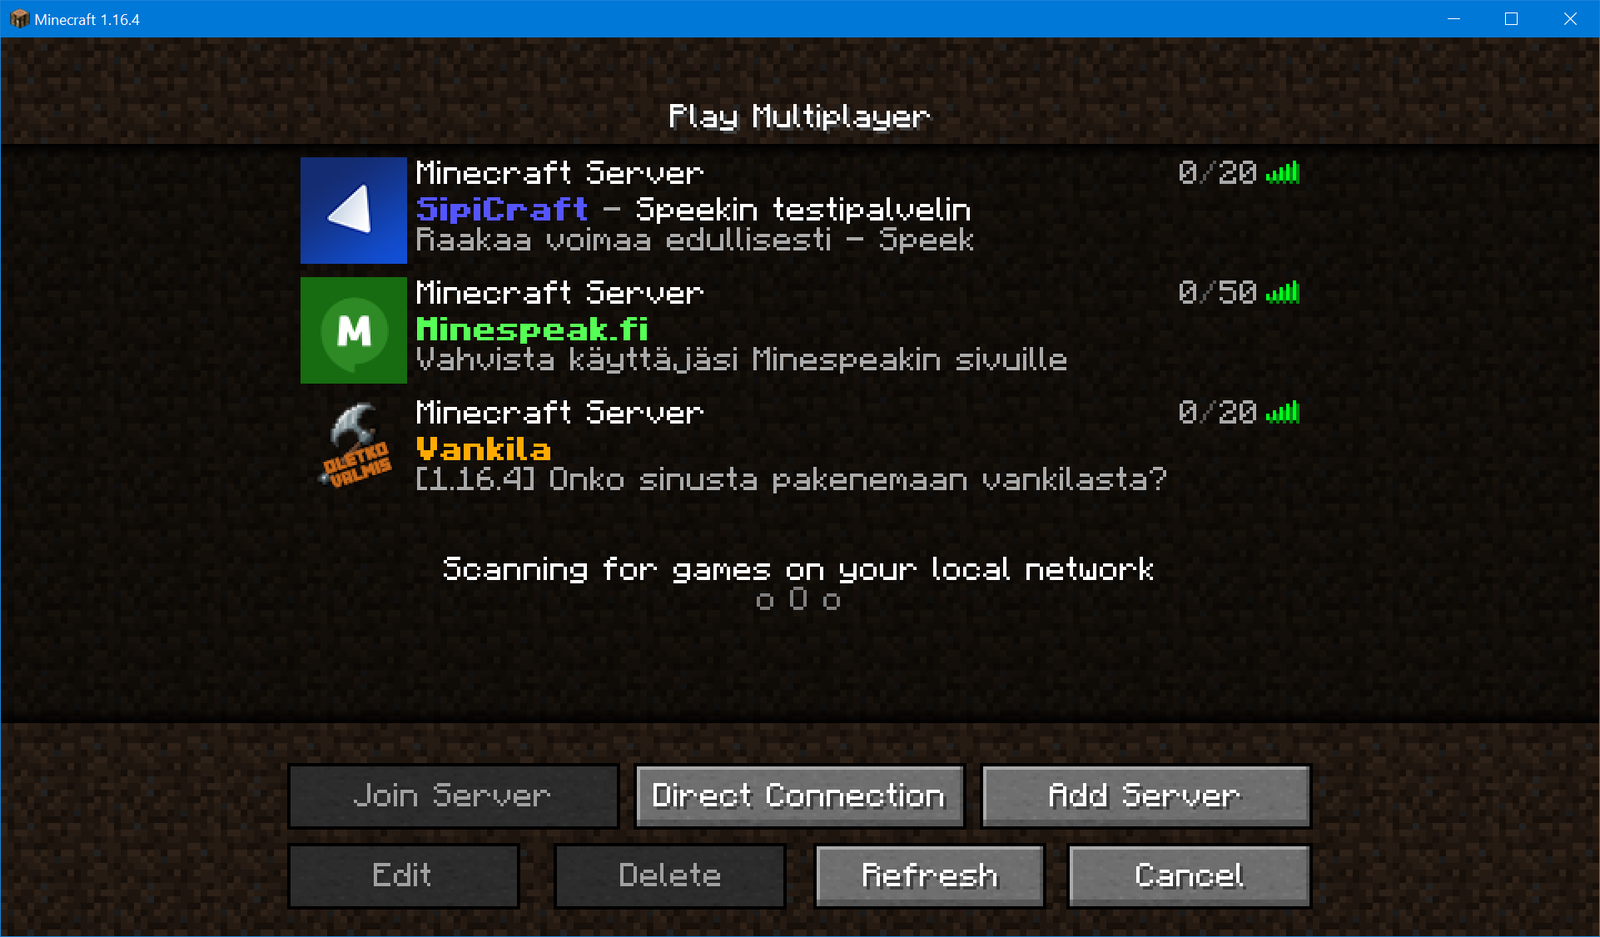 Minecraft 1.16.4
Play Multiplayer
Minecraft Server 0/20
SipiCraft - Speekin testipalvelin
Raakaa voimaa edullisesti - Speek
Minecraft Server 0/50
M
Minespeak.fi
Vahvista käyttäjäsi Minespeakin sivuille
Minecraft Server 0/20
Vankila
OLETKO
VALMIS
[1.16.4] Onko sinusta pakenemaan vankilasta?
Scanning for games on your local network
o O o
Join Server Direct Connection Add Server
Edit Delete Refresh Cancel